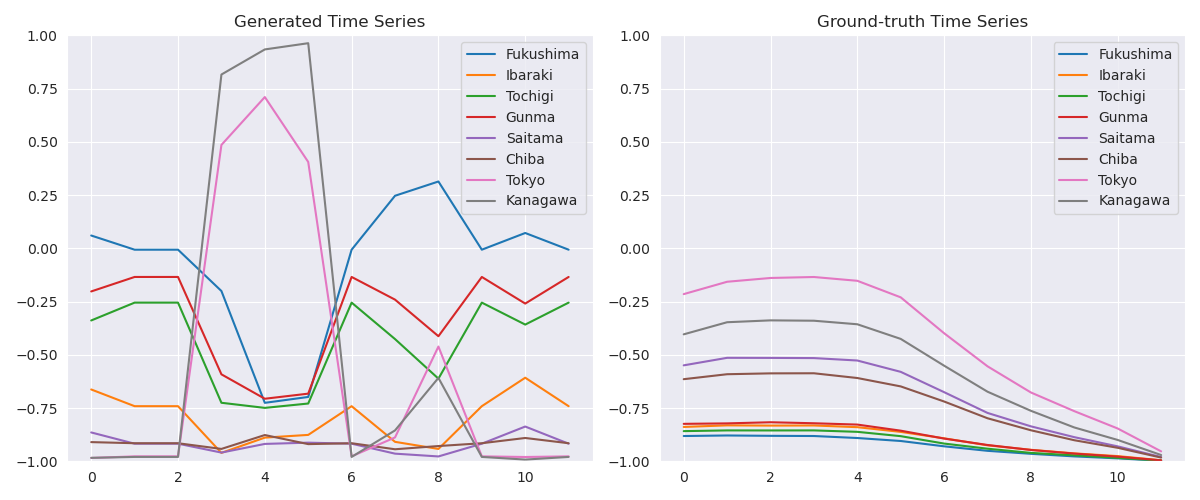 Generated Time Series
1.00
0.75
0.50
0.25
0.00
−0.25
−0.50
−0.75
−1.00
0
2
4
6
8
10
Fukushima
Ibaraki
Tochigi
Gunma
Saitama
Chiba
Tokyo
Kanagawa
Ground-truth Time Series
1.00
0.75
0.50
0.25
0.00
−0.25
−0.50
−0.75
−1.00
0
2
4
6
8
10
Fukushima
Ibaraki
Tochigi
Gunma
Saitama
Chiba
Tokyo
Kanagawa